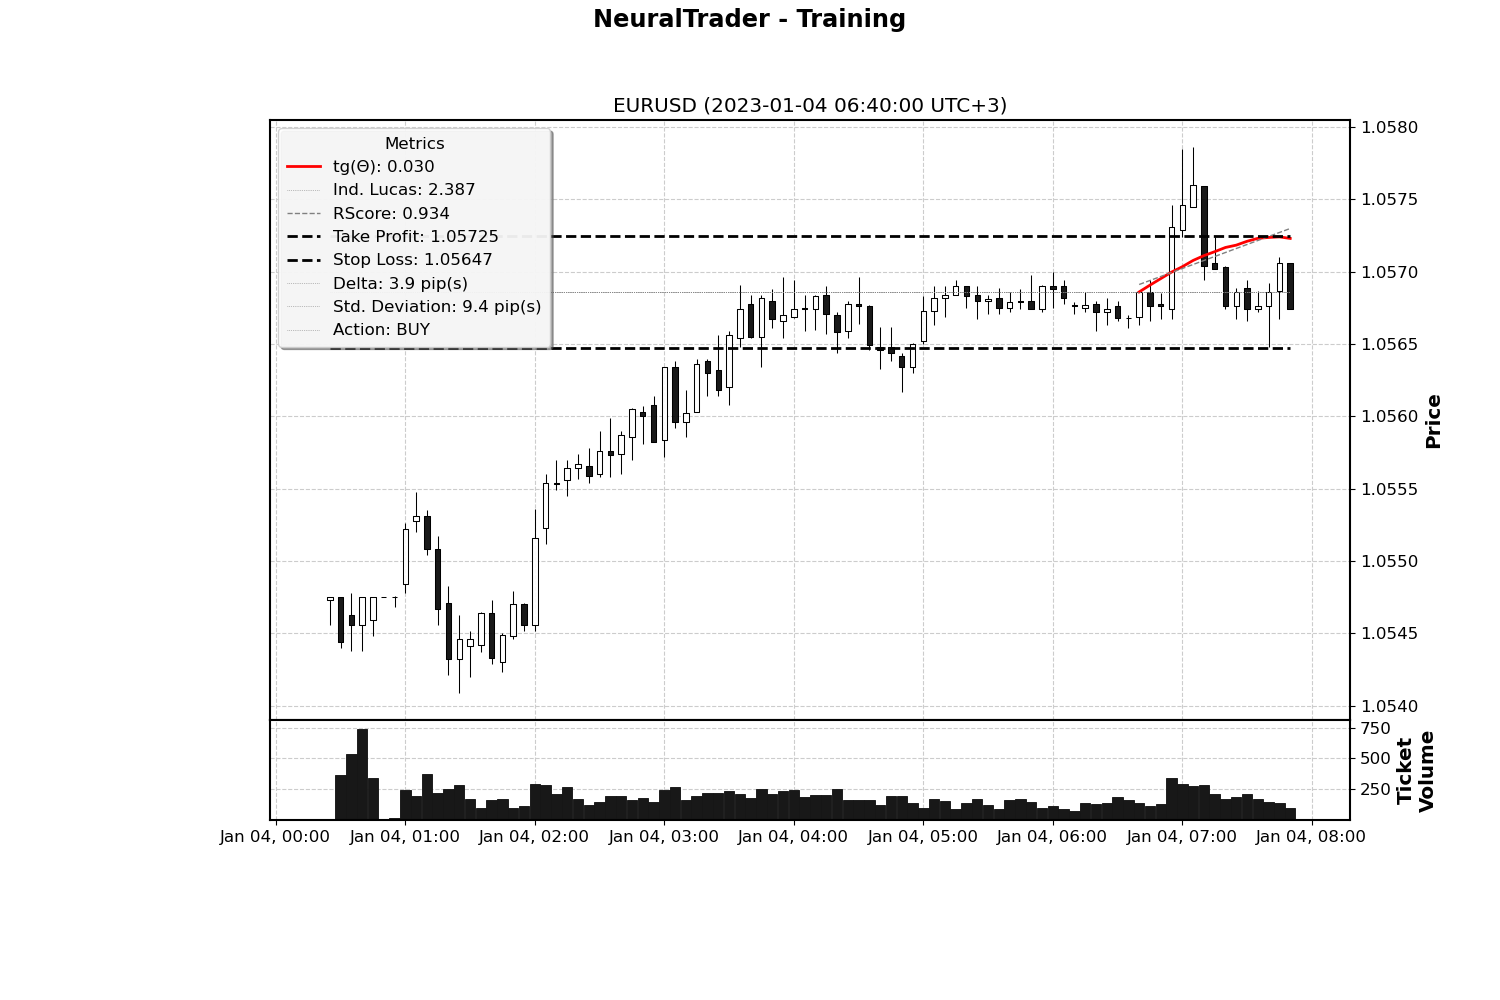 NeuralTrader - Training
EURUSD (2023-01-04 06:40:00 UTC+3)
Metrics
tg(Θ): 0.030
Ind. Lucas: 2.387
RScore: 0.934
Take Profit: 1.05725
Stop Loss: 1.05647
Delta: 3.9 pip(s)
Std. Deviation: 9.4 pip(s)
Action: BUY
1.0580
1.0575
1.0570
1.0565
1.0560
1.0555
1.0550
1.0545
1.0540
Price
750
500
250
Ticket
Volume
Jan 04, 00:00 Jan 04, 01:00 Jan 04, 02:00 Jan 04, 03:00 Jan 04, 04:00 Jan 04, 05:00 Jan 04, 06:00 Jan 04, 07:00 Jan 04, 08:00